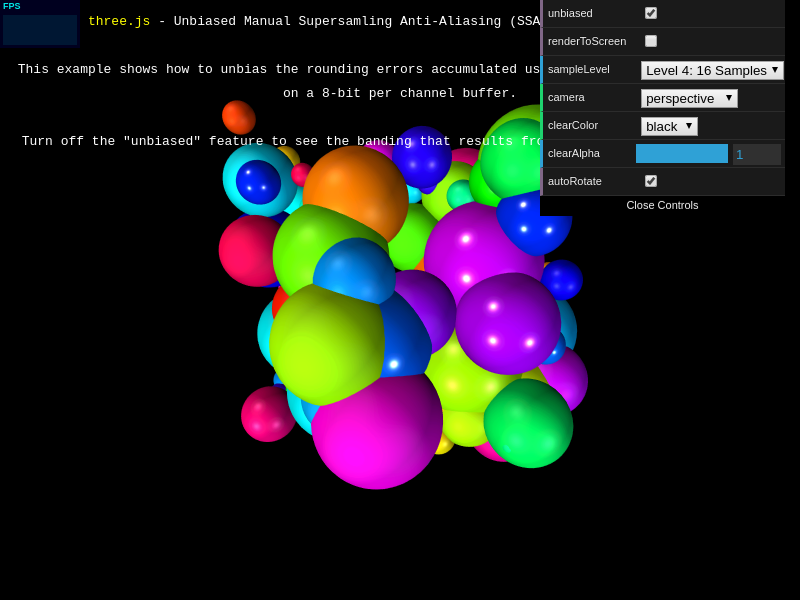 FPS
three.js - Unbiased Manual Supersamling Anti-Aliasing (SSA
This example shows how to unbias the rounding errors accumulated us
on a 8-bit per channel buffer.
Turn off the "unbiased" feature to see the banding that results fro
unbiased
renderToScreen
sampleLevel Level 4: 16 Samples
camera perspective
clearColor black
clearAlpha 1
autoRotate
Close Controls